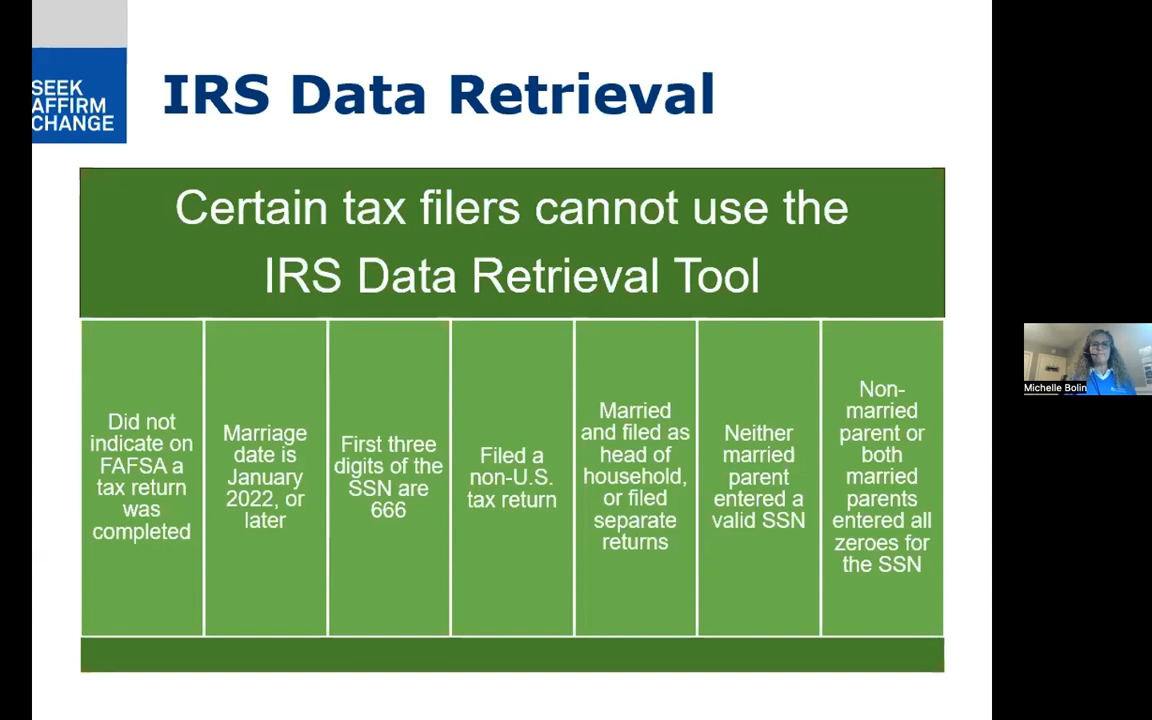 SEEK
AFFIRM
CHANGE
IRS Data Retrieval
Certain tax filers cannot use the
IRS Data Retrieval Tool
Did not
indicate on
FAFSA a
tax return
was
completed
Marriage
date is
January
2022, or
later
First three
digits of the
SSN are
666
Filed a
non-U.S.
tax return
Married
and filed as
head of
household,
or filed
separate
returns
Neither
married
parent
entered a
valid SSN
Non-
married
parent or
both
married
parents
entered all
zeroes for
the SSN
Michelle Bolin